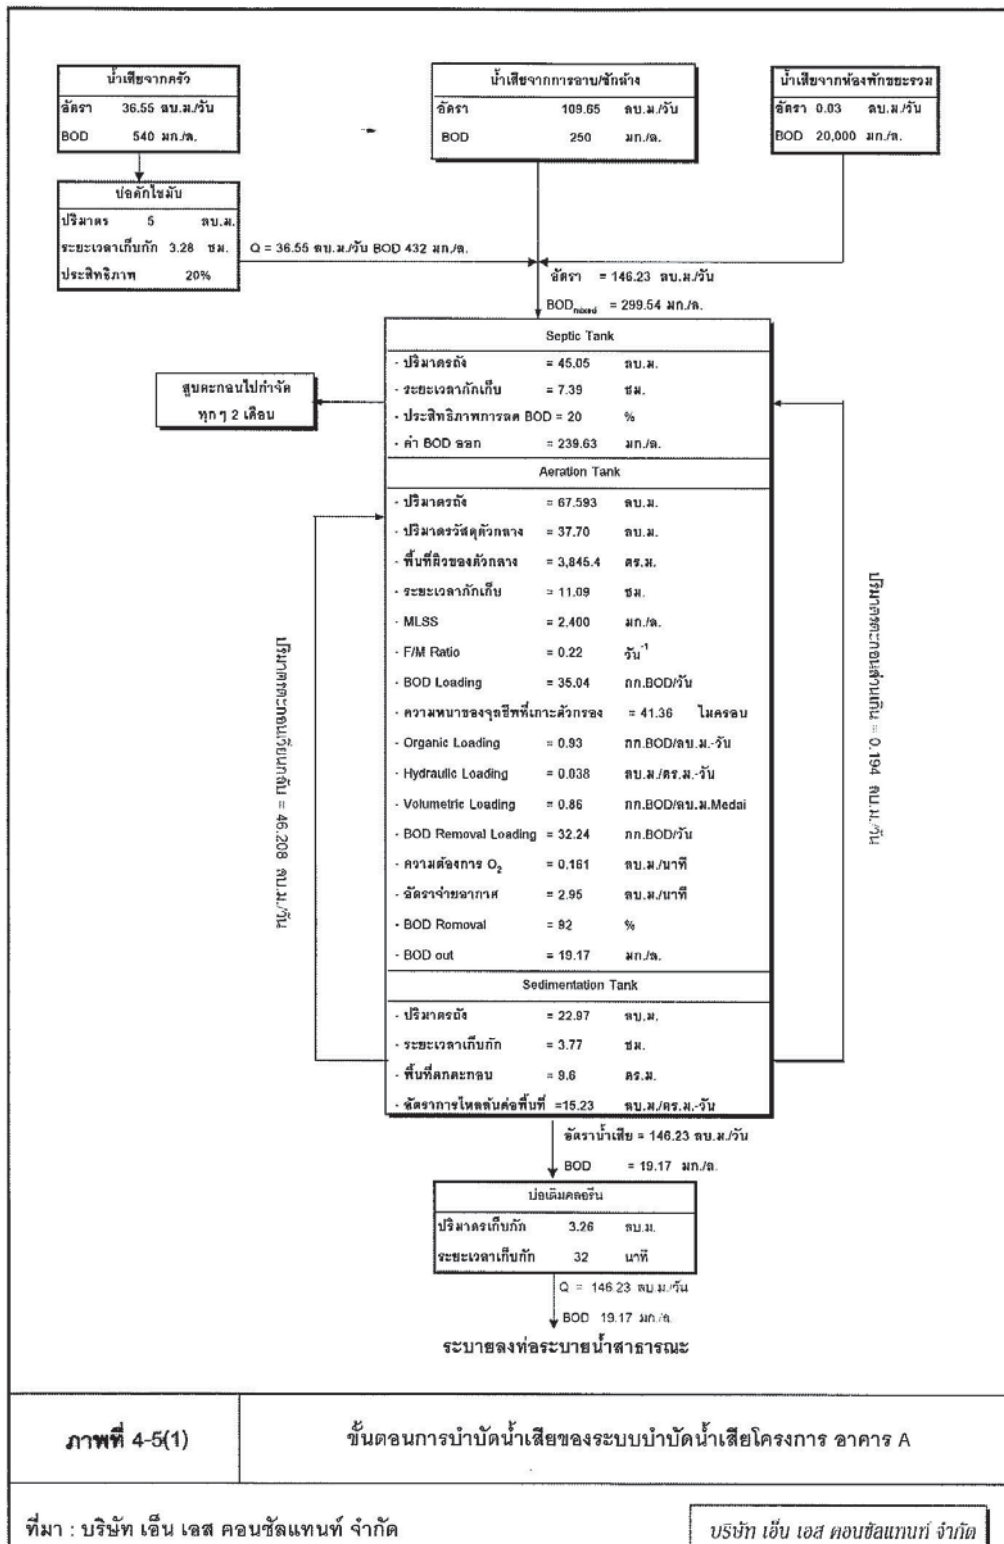 น้ำเสียจากครัว
อัตรา 36.55 ลบ.ม./วัน
BOD 540 มก./ล.
น้ำเสียจากการอาบ/ซักล้าง
อัตรา 109.65 ลบ.ม./วัน
BOD 250 มก./ล.
น้ำเสียจากห้องพักขยะรวม
อัตรา 0.03 ลบ.ม./วัน
BOD 20,000 มก./ล.
บ่อดักไขมัน
ปริมาตร 5 ลบ.ม.
ระยะเวลาเก็บกัก 3.28 ชม.
ประสิทธิภาพ 20%
Q = 36.55 ลบ.ม./วัน BOD 432 มก./ล.
อัตรา = 146.23 ลบ.ม./วัน
BODmixed = 299.54 มก./ล.
Septic Tank
- ปริมาตรถัง = 45.05 ลบ.ม.
- ระยะเวลากักเก็บ = 7.39 ชม.
- ประสิทธิภาพการลด BOD = 20 %
- ค่า BOD ออก = 239.63 มก./ล.
สูบตะกอนไปกำจัด
ทุก ๆ 2 เดือน
Aeration Tank
- ปริมาตรถัง = 67.593 ลบ.ม.
- ปริมาตรวัสดุตัวกลาง = 37.70 ลบ.ม.
- พื้นที่ผิวของตัวกลาง = 3,845.4 ตร.ม.
- ระยะเวลากักเก็บ = 11.09 ชม.
- MLSS = 2,400 มก./ล.
- F/M Ratio = 0.22 วัน-1
- BOD Loading = 35.04 กก.BOD/วัน
- ความหนาของจุลชีพที่เกาะตัวกรอง = 41.36 ไมครอน
- Organic Loading = 0.93 กก.BOD/ลบ.ม.-วัน
- Hydraulic Loading = 0.038 ลบ.ม./ตร.ม.-วัน
- Volumetric Loading = 0.86 กก.BOD/ลบ.ม.Medai
- BOD Removal Loading = 32.24 กก.BOD/วัน
- ความต้องการ O2 = 0.161 ลบ.ม./นาที
- อัตราจ่ายอากาศ = 2.95 ลบ.ม./นาที
- BOD Romoval = 92 %
- BOD out = 19.17 มก./ล.
ปริมาตรตะกอนเวียนกลับ = 46.208 ลบ.ม./วัน
ปริมาตรตะกอนส่วนเกิน = 0.194 ลบ.ม./วัน
Sedimentation Tank
- ปริมาตรถัง = 22.97 ลบ.ม.
- ระยะเวลาเก็บกัก = 3.77 ชม.
- พื้นที่ตกตะกอน = 9.6 ตร.ม.
- อัตราการไหลล้นต่อพื้นที่ =15.23 ลบ.ม./ตร.ม.-วัน
อัตราน้ำเสีย = 146.23 ลบ.ม./วัน
BOD = 19.17 มก./ล.
บ่อเติมคลอรีน
ปริมาตรเก็บกัก 3.26 ลบ.ม.
ระยะเวลาเก็บกัก 32 นาที
Q = 146.23 ลบ.ม./วัน
BOD 19.17 มก./ล.
ระบายลงท่อระบายน้ำสาธารณะ
ภาพที่ 4-5(1)
ขั้นตอนการบำบัดน้ำเสียของระบบบำบัดน้ำเสียโครงการ อาคาร A
ที่มา : บริษัท เอ็น เอส คอนซัลแทนท์ จำกัด
บริษัท เอ็น เอส คอนซัลแทนท์ จำกัด